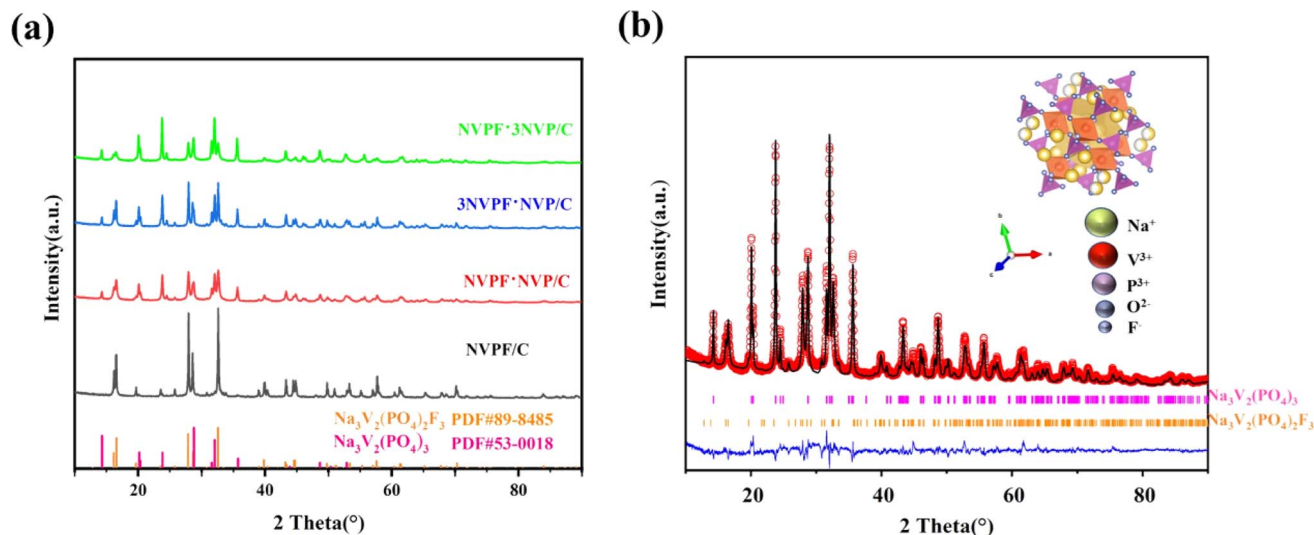 (a)
Intensity(a.u.)
NVPF·3NVP/C
3NVPF·NVP/C
NVPF·NVP/C
NVPF/C
Na₃V₂(PO₄)₂F₃ PDF#89-8485
Na₃V₂(PO₄)₃ PDF#53-0018
20 40 60 80
2 Theta(°)
(b)
Intensity(a.u.)
b
a
c
Na⁺
V³⁺
P³⁺
O²⁻
F⁻
Na₃V₂(PO₄)₃
Na₃V₂(PO₄)₂F₃
20 40 60 80
2 Theta(°)